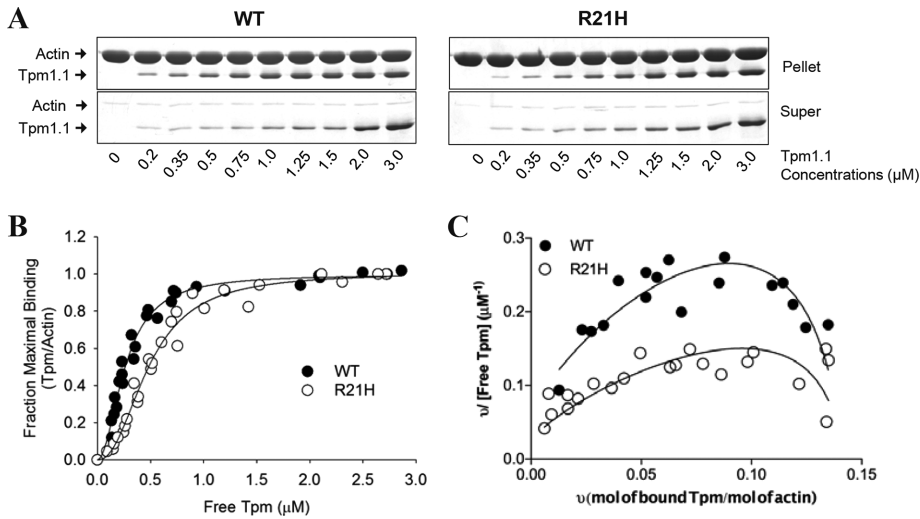 A
WT
R21H
Actin
Tpm1.1
Pellet
Actin
Tpm1.1
Super
0 0.2 0.35 0.5 0.75 1.0 1.25 1.5 2.0 3.0
0 0.2 0.35 0.5 0.75 1.0 1.25 1.5 2.0 3.0
Tpm1.1
Concentrations (μM)
B
Fraction Maximal Binding
(Tpm/Actin)
1.2
1.0
0.8
0.6
0.4
0.2
0.0
WT
R21H
0.0 0.5 1.0 1.5 2.0 2.5 3.0
Free Tpm (μM)
C
υ/ [Free Tpm] (μM⁻¹)
0.3
0.2
0.1
0.0
WT
R21H
0.00 0.05 0.10 0.15
υ(mol of bound Tpm/mol of actin)